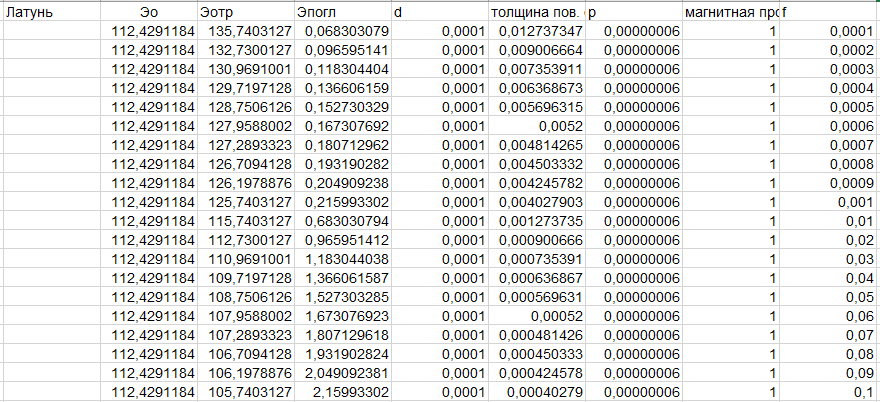 Латунь Эо Эотр Эпогл d толщина пов. p магнитная про f
112,4291184 135,7403127 0,068303079 0,0001 0,012737347 0,00000006 1 0,0001
112,4291184 132,7300127 0,096595141 0,0001 0,009006664 0,00000006 1 0,0002
112,4291184 130,9691001 0,118304404 0,0001 0,007353911 0,00000006 1 0,0003
112,4291184 129,7197128 0,136606159 0,0001 0,006368673 0,00000006 1 0,0004
112,4291184 128,7506126 0,152730329 0,0001 0,005696315 0,00000006 1 0,0005
112,4291184 127,9588002 0,167307692 0,0001 0,0052 0,00000006 1 0,0006
112,4291184 127,2893323 0,180712962 0,0001 0,004814265 0,00000006 1 0,0007
112,4291184 126,7094128 0,193190282 0,0001 0,004503332 0,00000006 1 0,0008
112,4291184 126,1978876 0,204909238 0,0001 0,004245782 0,00000006 1 0,0009
112,4291184 125,7403127 0,215993302 0,0001 0,004027903 0,00000006 1 0,001
112,4291184 115,7403127 0,683030794 0,0001 0,001273735 0,00000006 1 0,01
112,4291184 112,7300127 0,965951412 0,0001 0,000900666 0,00000006 1 0,02
112,4291184 110,9691001 1,183044038 0,0001 0,000735391 0,00000006 1 0,03
112,4291184 109,7197128 1,366061587 0,0001 0,000636867 0,00000006 1 0,04
112,4291184 108,7506126 1,527303285 0,0001 0,000569631 0,00000006 1 0,05
112,4291184 107,9588002 1,673076923 0,0001 0,00052 0,00000006 1 0,06
112,4291184 107,2893323 1,807129618 0,0001 0,000481426 0,00000006 1 0,07
112,4291184 106,7094128 1,931902824 0,0001 0,000450333 0,00000006 1 0,08
112,4291184 106,1978876 2,049092381 0,0001 0,000424578 0,00000006 1 0,09
112,4291184 105,7403127 2,15993302 0,0001 0,00040279 0,00000006 1 0,1